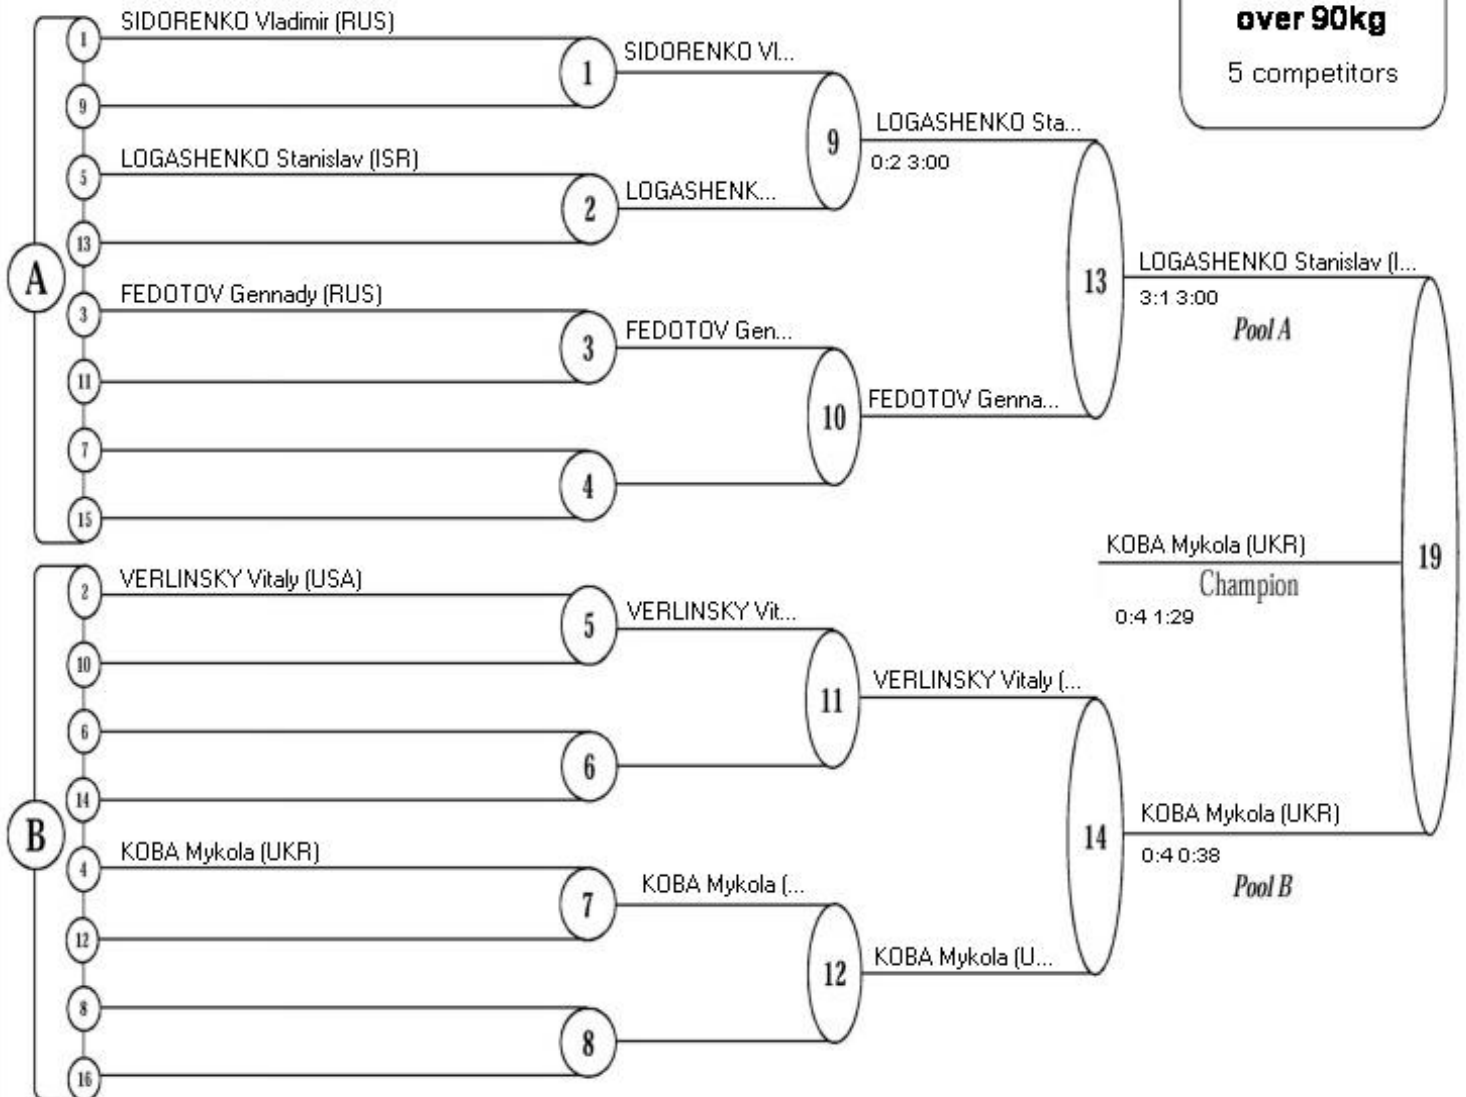 over 90kg
5 competitors
A
1
SIDORENKO Vladimir (RUS)
9
5
LOGASHENKO Stanislav (ISR)
13
3
FEDOTOV Gennady (RUS)
11
7
15
1
2
3
4
SIDORENKO Vl...
LOGASHENK...
FEDOTOV Gen...
9
10
LOGASHENKO Sta...
0:2 3:00
FEDOTOV Genna...
13
LOGASHENKO Stanislav (I...
3:1 3:00
Pool A
B
2
VERLINSKY Vitaly (USA)
10
6
14
4
KOBA Mykola (UKR)
12
8
16
5
6
7
8
VERLINSKY Vit...
KOBA Mykola (...
11
12
VERLINSKY Vitaly (...
KOBA Mykola (U...
14
KOBA Mykola (UKR)
0:4 0:38
Pool B
19
KOBA Mykola (UKR)
Champion
0:4 1:29